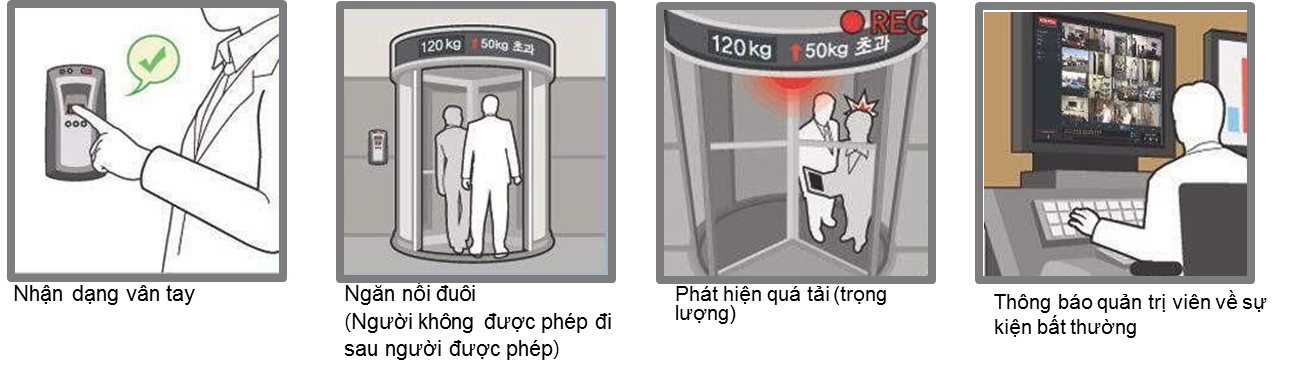 120kg ↑50kg 초과
120kg ↑50kg 초과
REC
Nhận dạng vân tay
Ngăn nối đuôi
(Người không được phép đi
sau người được phép)
Phát hiện quá tải (trọng
lượng)
Thông báo quản trị viên về sự
kiện bất thường